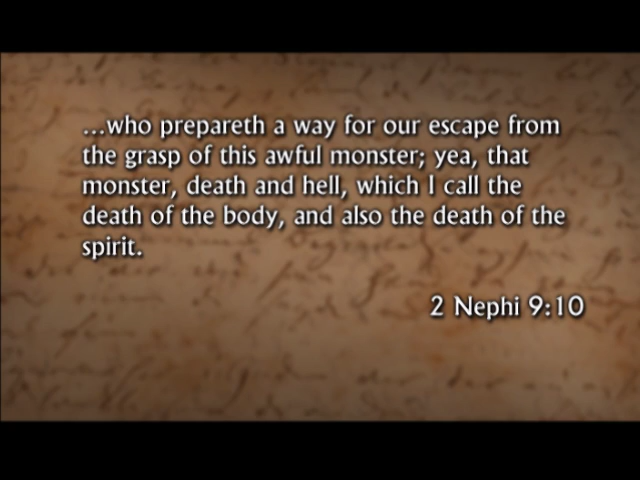 ...who prepareth a way for our escape from
the grasp of this awful monster; yea, that
monster, death and hell, which I call the
death of the body, and also the death of the
spirit.
2 Nephi 9:10